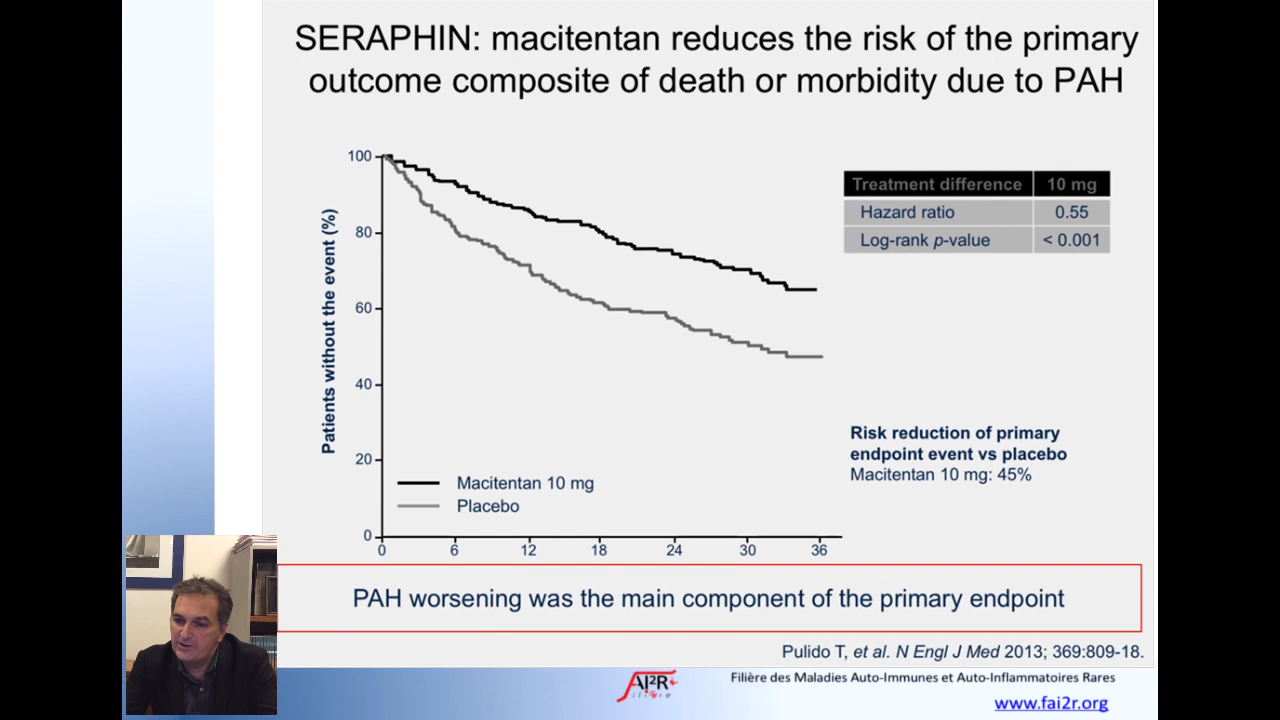 SERAPHIN: macitentan reduces the risk of the primary
outcome composite of death or morbidity due to PAH
Patients without the event (%)
100
80
60
40
20
0
0 6 12 18 24 30 36
Macitentan 10 mg
Placebo
Treatment difference 10 mg
Hazard ratio 0.55
Log-rank p-value < 0.001
Risk reduction of primary
endpoint event vs placebo
Macitentan 10 mg: 45%
PAH worsening was the main component of the primary endpoint
Pulido T, et al. N Engl J Med 2013; 369:809-18.
FAI²R
filière
Filière des Maladies Auto-Immunes et Auto-Inflammatoires Rares
www.fai2r.org